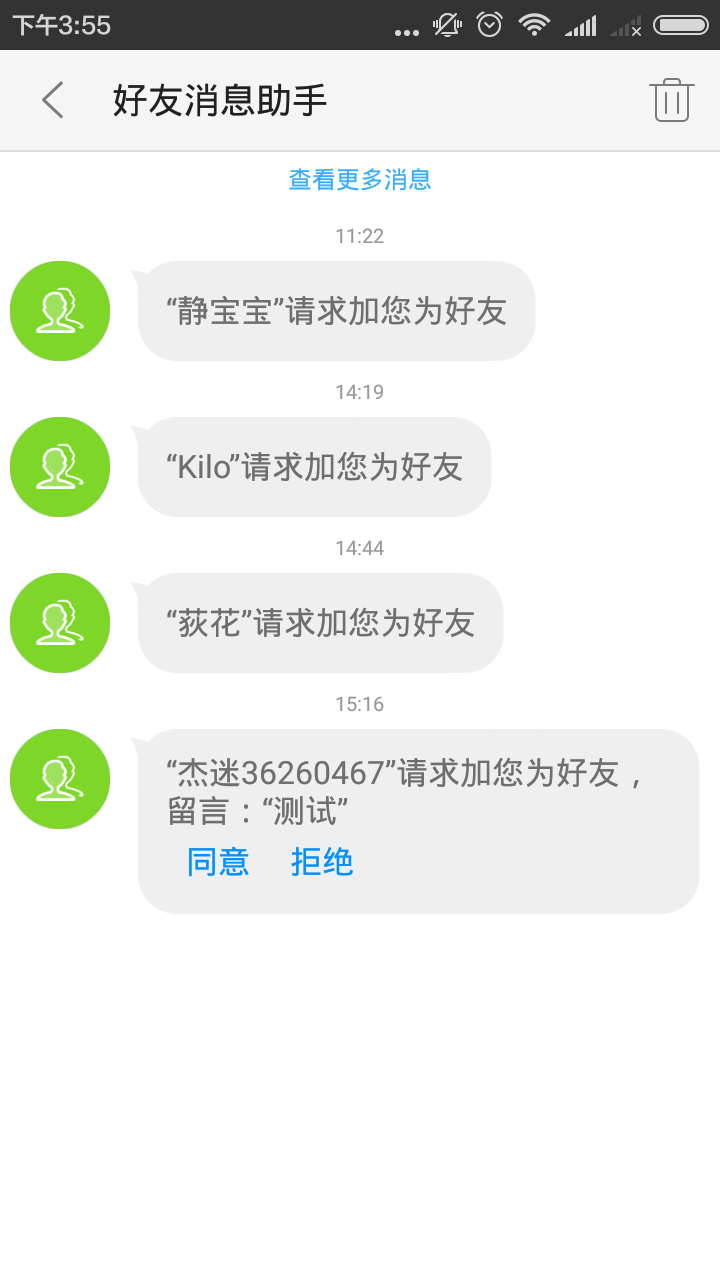 下午3:55
好友消息助手
查看更多消息
11:22
“静宝宝”请求加您为好友
14:19
“Kilo”请求加您为好友
14:44
“荻花”请求加您为好友
15:16
“杰迷36260467”请求加您为好友，
留言：“测试”
同意 拒绝